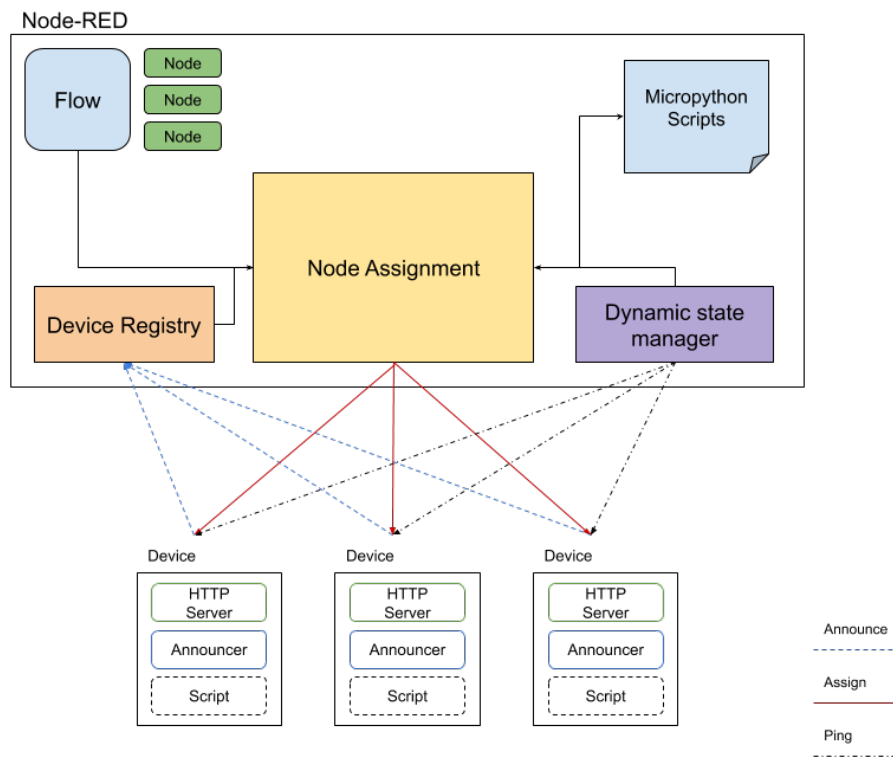 Node-RED
Flow
Node
Node
Node
Micropython
Scripts
Node Assignment
Device Registry
Dynamic state
manager
Device
Device
Device
HTTP
Server
Announcer
Script
HTTP
Server
Announcer
Script
HTTP
Server
Announcer
Script
Announce
Assign
Ping